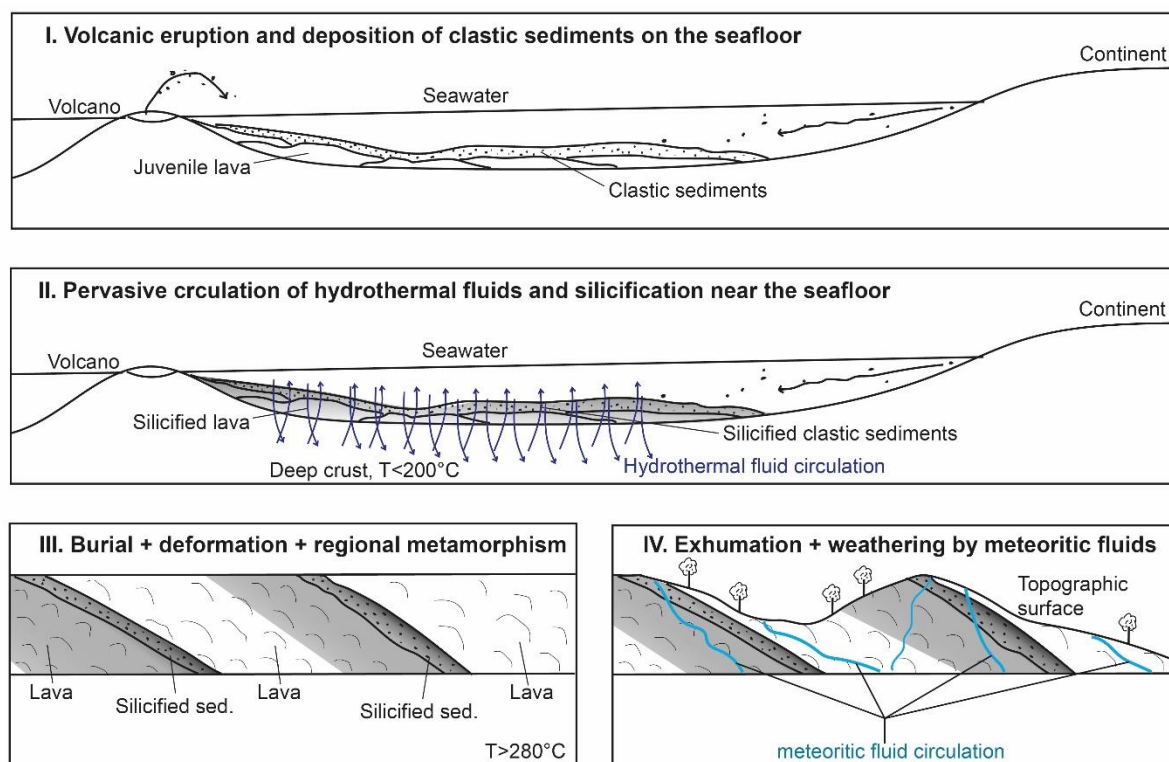 I. Volcanic eruption and deposition of clastic sediments on the seafloor
Continent
Volcano
Seawater
Juvenile lava
Clastic sediments
II. Pervasive crculation of hydrothermal fluids and silicification near the seafloor
Continent
Volcano
Seawater
Silicified lava
Silicified clastic sediments
Deep crust, T<200°C
Hydrothermal fluid circulation
III. Burial + deformation + regional metamorphism
Lava
Silicified sed.
Lava
Silicified sed.
Lava
T>280°C
IV. Exhumation + weathering by meteoritic fluids
Topographic
surface
meteoritic fluid circulation